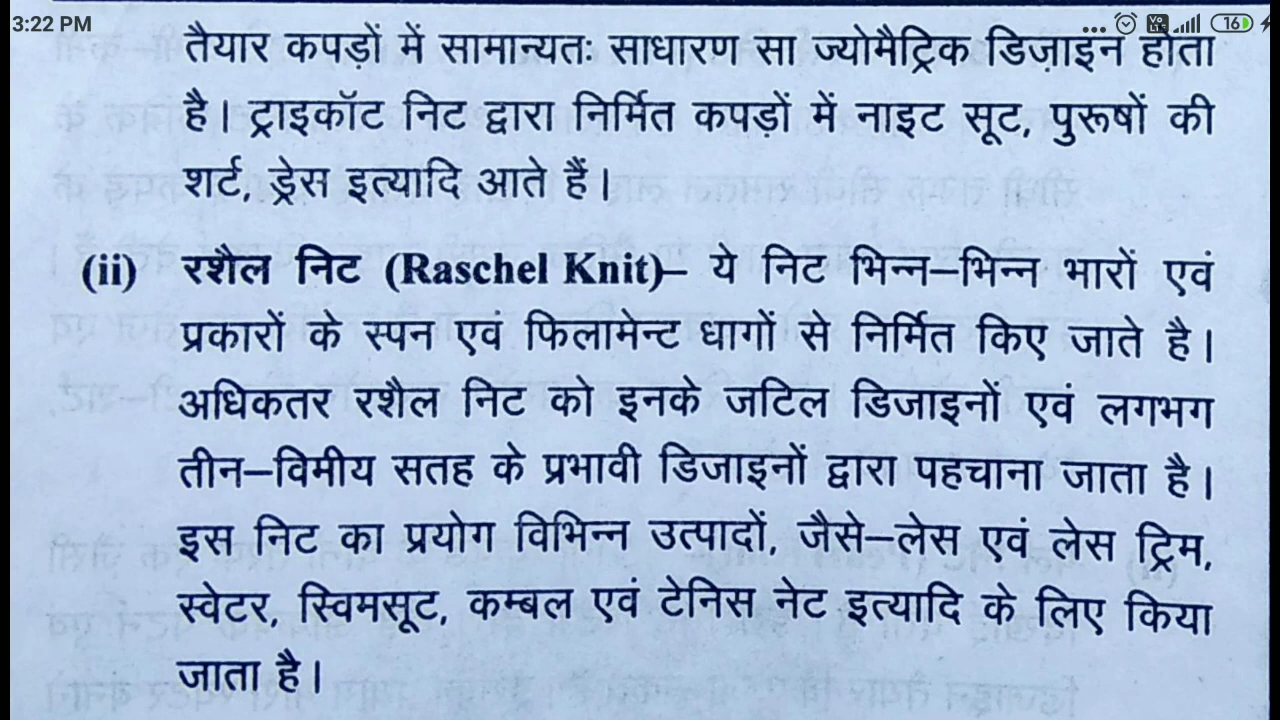 3:22 PM
16
तैयार कपड़ों में सामान्यतः साधारण सा ज्योमैट्रिक डिज़ाइन होता
है। ट्राइकॉट निट द्वारा निर्मित कपड़ों में नाइट सूट, पुरूषों की
शर्ट, ड्रेस इत्यादि आते हैं।
(ii) रशैल निट (Raschel Knit)– ये निट भिन्न–भिन्न भारों एवं
प्रकारों के स्पन एवं फिलामेन्ट धागों से निर्मित किए जाते है।
अधिकतर रशैल निट को इनके जटिल डिजाइनों एवं लगभग
तीन–विमीय सतह के प्रभावी डिजाइनों द्वारा पहचाना जाता है।
इस निट का प्रयोग विभिन्न उत्पादों, जैसे–लेस एवं लेस ट्रिम,
स्वेटर, स्विमसूट, कम्बल एवं टेनिस नेट इत्यादि के लिए किया
जाता है।